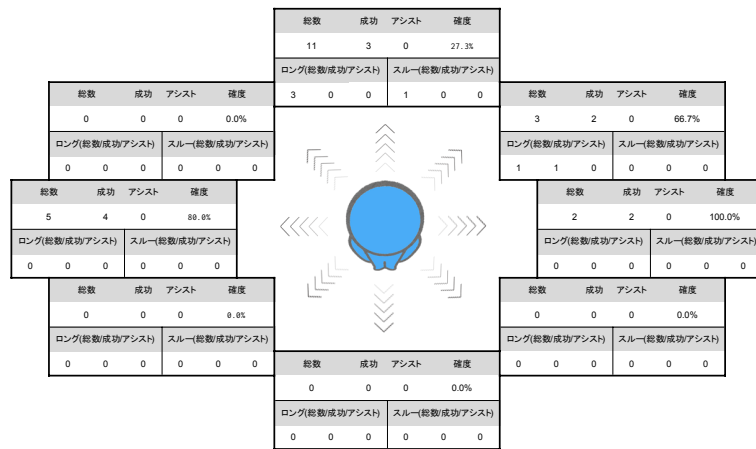 総数 成功 アシスト 確度
11 3 0 27.3%
ロング(総数/成功/アシスト) スルー(総数/成功/アシスト)
3 0 0 1 0 0
総数 成功 アシスト 確度
0 0 0 0.0%
ロング(総数/成功/アシスト) スルー(総数/成功/アシスト)
0 0 0 0 0 0
総数 成功 アシスト 確度
3 2 0 66.7%
ロング(総数/成功/アシスト) スルー(総数/成功/アシスト)
1 1 0 0 0 0
総数 成功 アシスト 確度
5 4 0 80.0%
ロング(総数/成功/アシスト) スルー(総数/成功/アシスト)
0 0 0 0 0 0
総数 成功 アシスト 確度
2 2 0 100.0%
ロング(総数/成功/アシスト) スルー(総数/成功/アシスト)
0 0 0 0 0 0
総数 成功 アシスト 確度
0 0 0 0.0%
ロング(総数/成功/アシスト) スルー(総数/成功/アシスト)
0 0 0 0 0 0
総数 成功 アシスト 確度
0 0 0 0.0%
ロング(総数/成功/アシスト) スルー(総数/成功/アシスト)
0 0 0 0 0 0
総数 成功 アシスト 確度
0 0 0 0.0%
ロング(総数/成功/アシスト) スルー(総数/成功/アシスト)
0 0 0 0 0 0